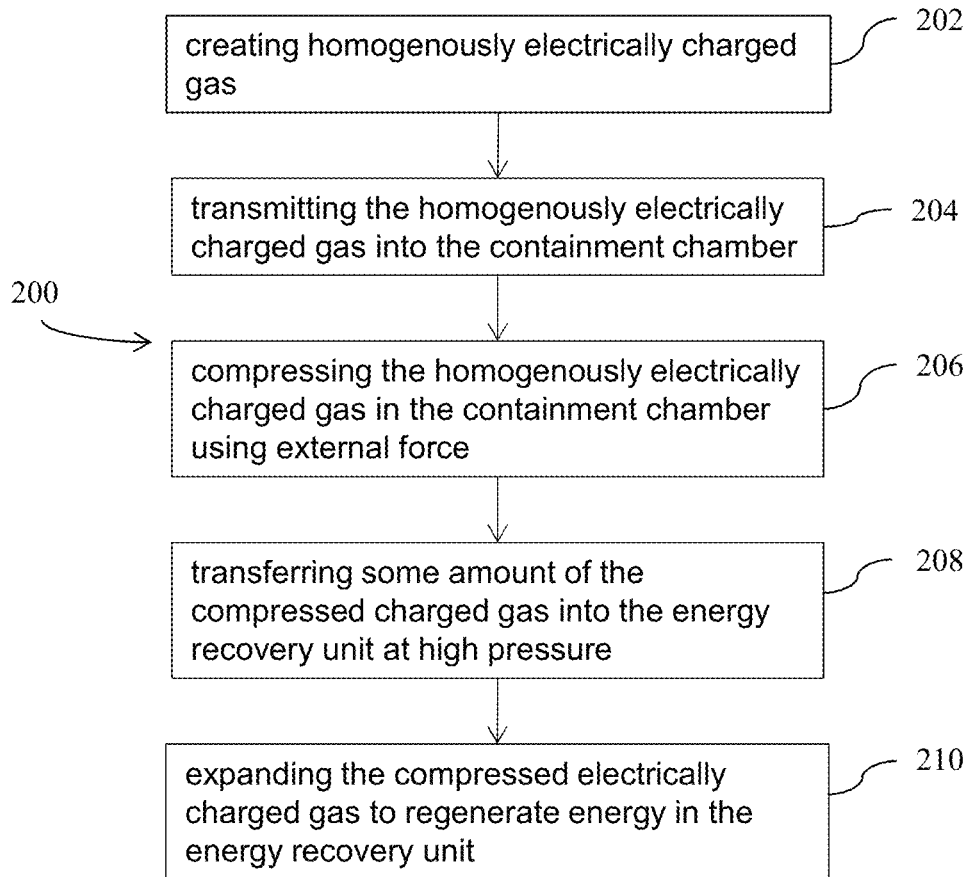 creating homogenously electrically charged
gas
202
transmitting the homogenously electrically
charged gas into the containment chamber
204
200
compressing the homogenously electrically
charged gas in the containment chamber
using external force
206
transferring some amount of the
compressed charged gas into the energy
recovery unit at high pressure
208
expanding the compressed electrically
charged gas to regenerate energy in the
energy recovery unit
210